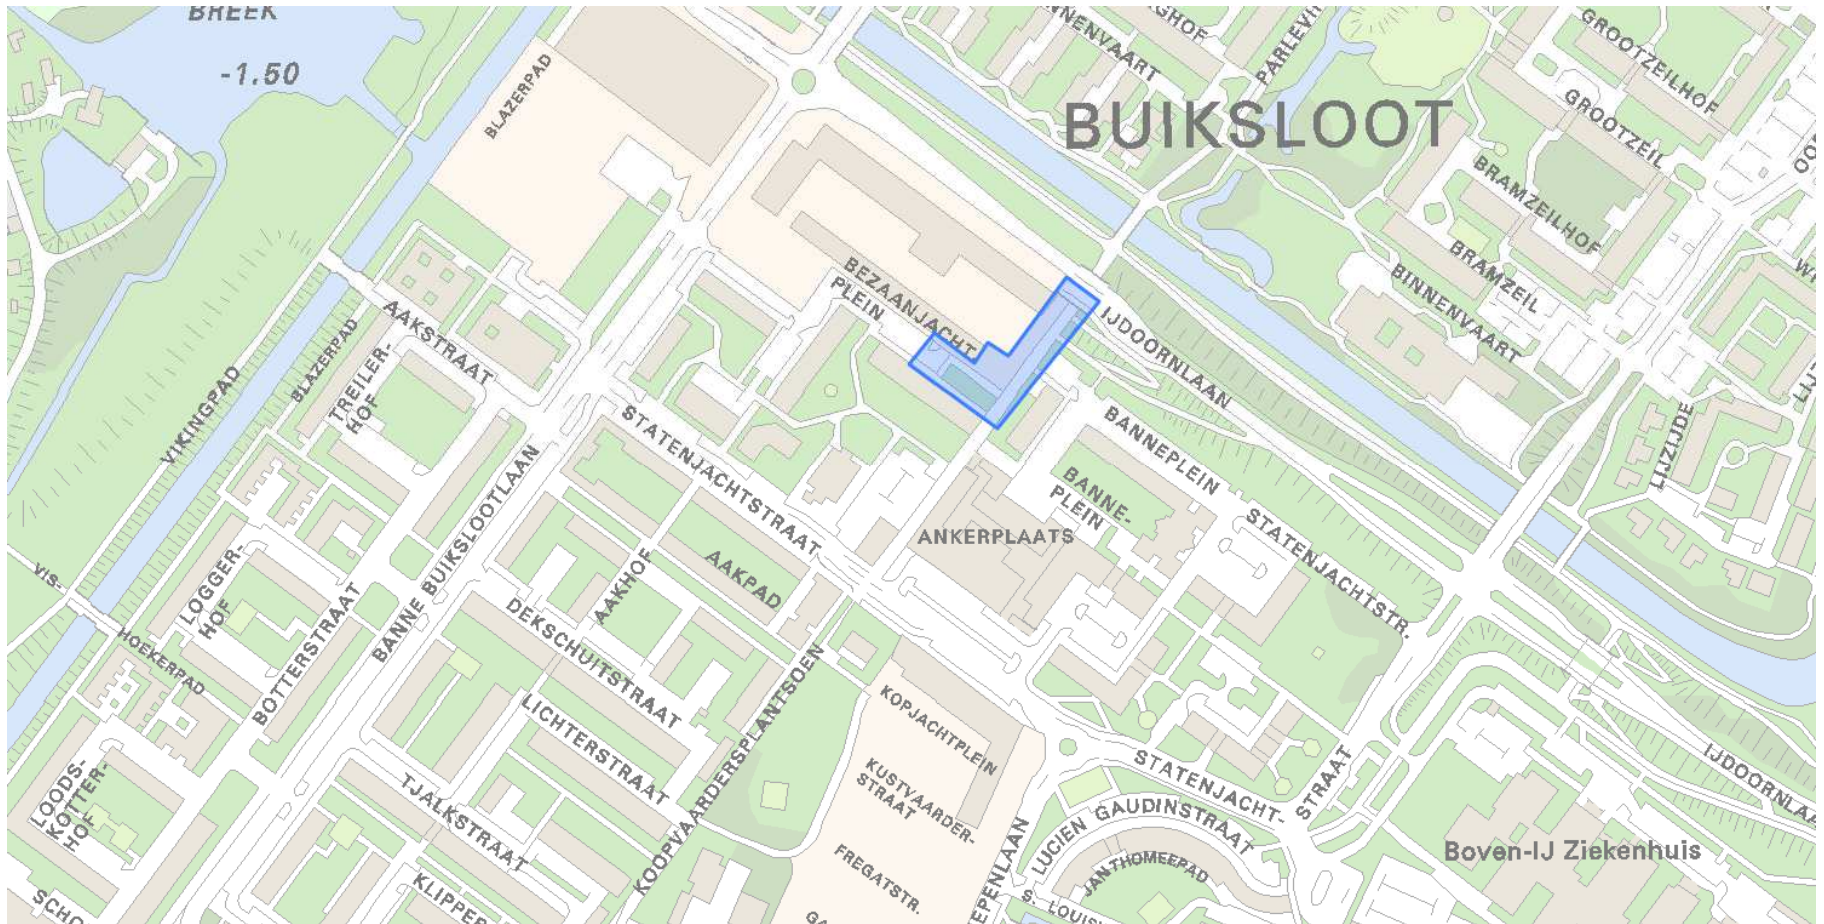 BREEK
-1.50
BLAZERPAD
BUIKSLOOT
GROOTZEILHOF
GROOTZEIL
BRAMZEILHOF
BRAMZEIL
BINNENVAART
BEZAANJACHT
PLEIN
IJDOORNLAAN
AAKSTRAAT
BLAZERPAD
TREILER-
HOF
VIKINGPAD
STATENJACHTSTRAAT
BANNEPLEIN
BANNE-
PLEIN
LIJZIJDE
ANKERPLAATS
STATENJACHTSTR.
BANNE BUIKSLOOTLAAN
LOGGER-
HOF
AAKHOF
AAKPAD
VIS-
HOEKERPAD
BOTTERSTRAAT
DEKSCHUITSTRAAT
LICHTERSTRAAT
KOOPVAARDERSPLANTSOEN
KOPJACHTPLEIN
KUSTVAARDER-
STRAAT
FREGATSTR.
STATENJACHT-
STRAAT
LUCIEN GAUDINSTRAAT
JAN THOMEEPAD
Boven-IJ Ziekenhuis
LOODS-
KOTTER-
HOF
TJALKSTRAAT